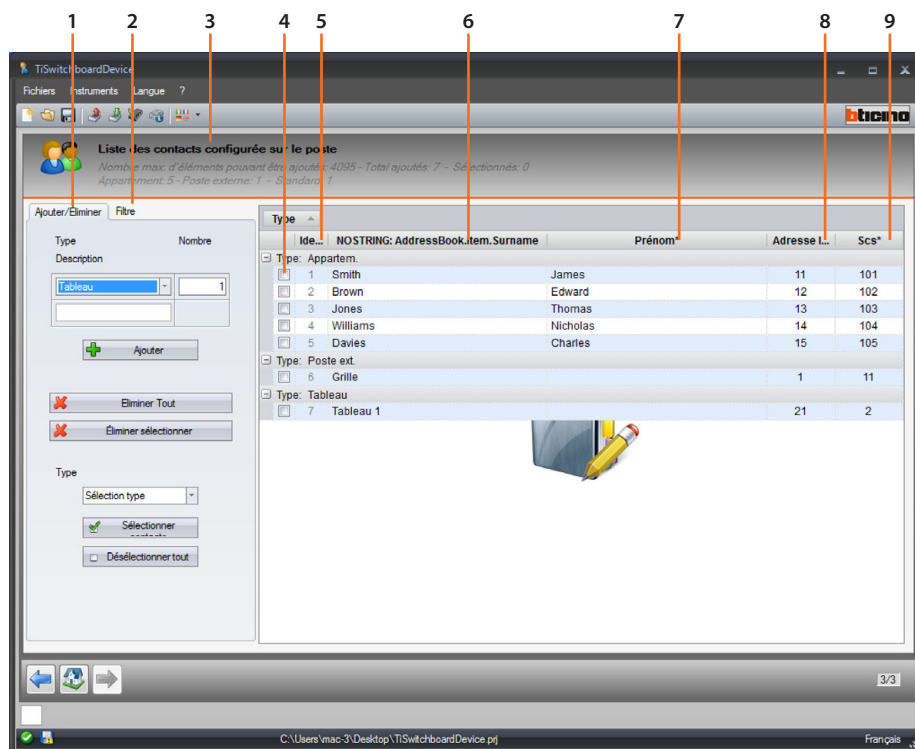 1 2 3 4 5 6 7 8 9
TiSwitchboardDevice
Fichiers Instruments Langue ?
bticino
Liste des contacts configurée sur le poste
Nombre max. d'éléments pouvant être ajoutés: 4095 - Total ajoutés: 7 - Sélectionnés: 0
Appartement: 5 - Poste externe: 1 - Standard: 1
Ajouter/Éliminer Filtre
Type Nombre
Description
Tableau 1
Ajouter
Eliminer Tout
Éliminer sélectionner
Type
Sélection type
Sélectionner
Désélectionner tout
Type
Ide... NOSTRING: AddressBook.Item.Surname Prénom* Adresse I... Scs*
Type: Appartem.
1 Smith James 11 101
2 Brown Edward 12 102
3 Jones Thomas 13 103
4 Williams Nicholas 14 104
5 Davies Charles 15 105
Type: Poste ext.
6 Grille 1 11
Type: Tableau
7 Tableau 1 21 2
3/3
C:\Users\mac-3\Desktop\TiSwitchboardDevice.prj Français